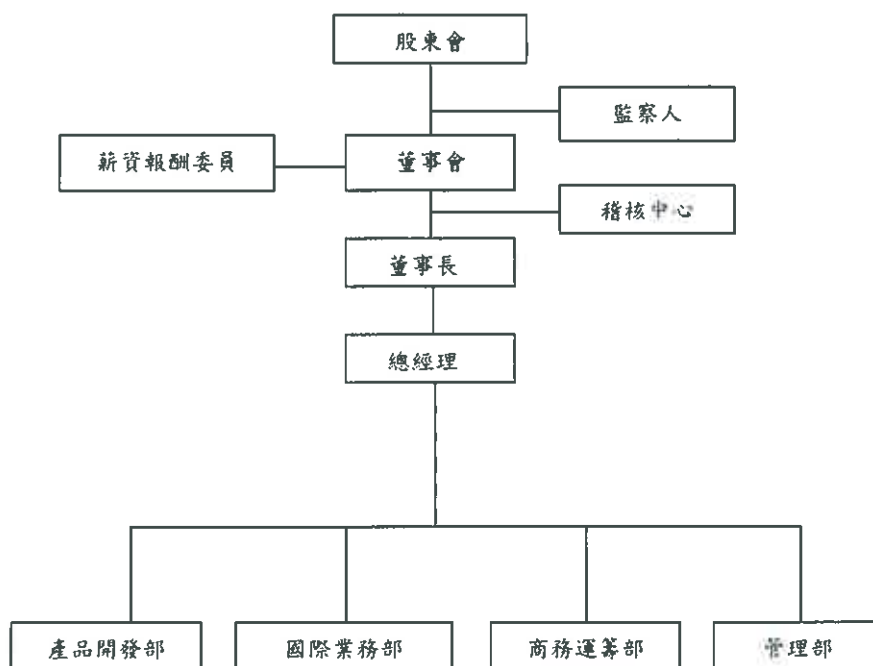 股東會
監察人
薪資報酬委員
董事會
稽核中心
董事長
總經理
產品開發部
國際業務部
商務運籌部
管理部